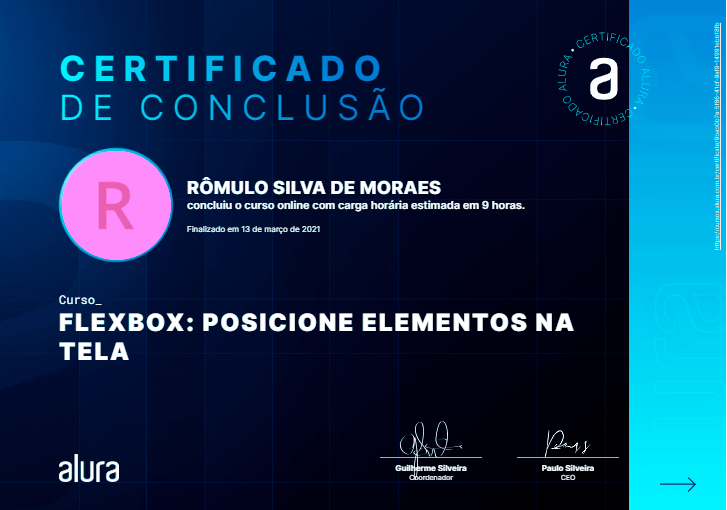 CERTIFICADO
DE CONCLUSÃO
CERTIFICADO ALURA • CERTIFICADO ALURA •
a
R
RÔMULO SILVA DE MORAES
concluiu o curso online com carga horária estimada em 9 horas.
Finalizado em 13 de março de 2021
Curso_
FLEXBOX: POSICIONE ELEMENTOS NA
TELA
alura
Guilherme Silveira
Coordenador
Paulo Silveira
CEO